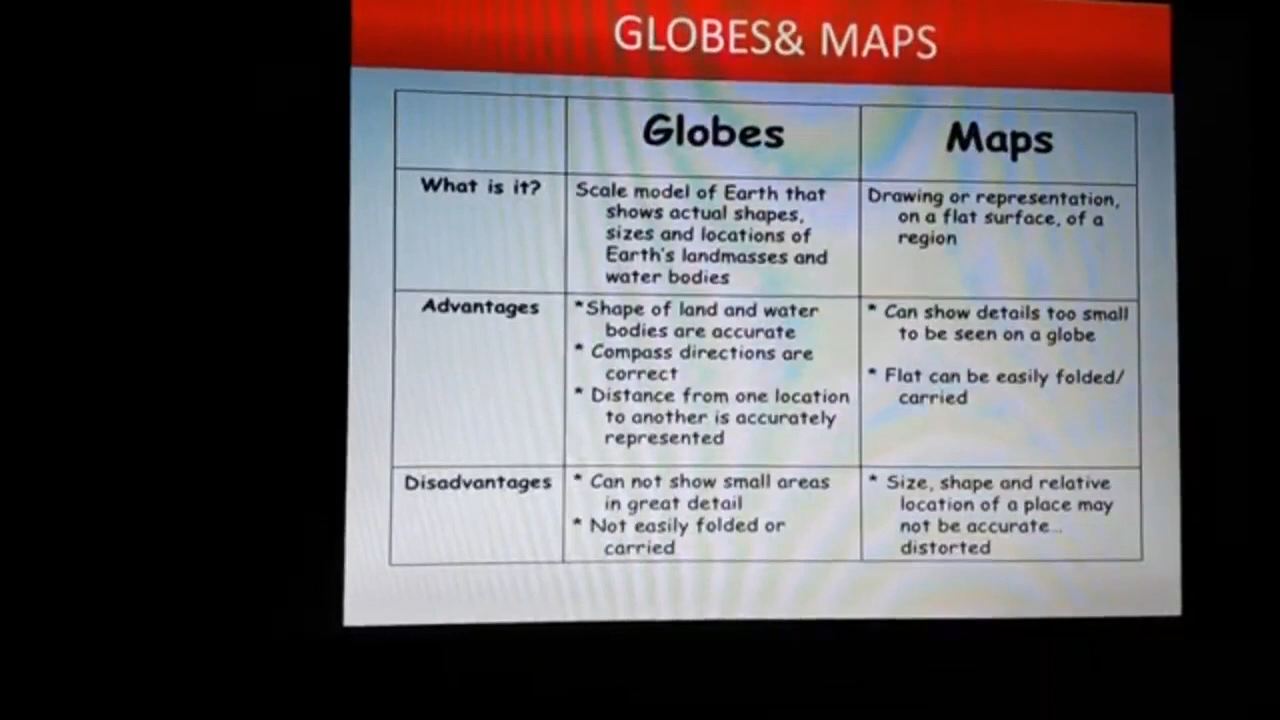 GLOBES& MAPS
Globes
Maps
What is it?
Scale model of Earth that
shows actual shapes,
sizes and locations of
Earth's landmasses and
water bodies
Drawing or representation,
on a flat surface, of a
region
Advantages
*Shape of land and water
bodies are accurate
* Compass directions are
correct
* Distance from one location
to another is accurately
represented
* Can show details too small
to be seen on a globe
* Flat can be easily folded/
carried
Disadvantages
* Can not show small areas
in great detail
* Not easily folded or
carried
* Size, shape and relative
location of a place may
not be accurate...
distorted